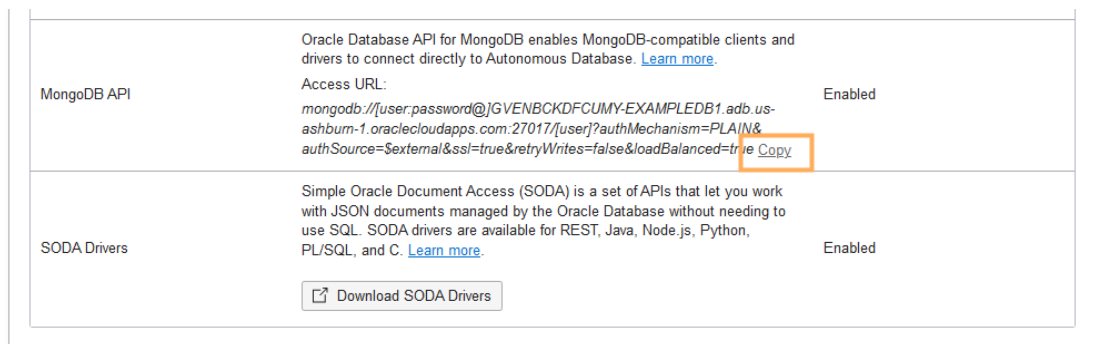 Oracle Database API for MongoDB enables MongoDB-compatible clients and
drivers to connect directly to Autonomous Database. Learn more.
Access URL:
MongoDB API
Enabled
mongodb://[user:password@]GVENBCKDFCUMY-EXAMPLEDB1.adb.us-
ashburn-1.oraclecloudapps.com:27017/[user]?authMechanism=PLAIN&
authSource=$external&ssl=true&retryWrites=false&loadBalanced=true Copy
Simple Oracle Document Access (SODA) is a set of APIs that let you work
with JSON documents managed by the Oracle Database without needing to
use SQL. SODA drivers are available for REST, Java, Node.js, Python,
SODA Drivers
PL/SQL, and C. Learn more.
Enabled
Download SODA Drivers